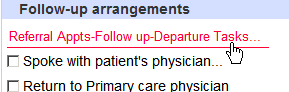 Follow-up arrangements
Referral Appts-Follow up-Departure Tasks...
Spoke with patient's physician...
Return to Primary care physician